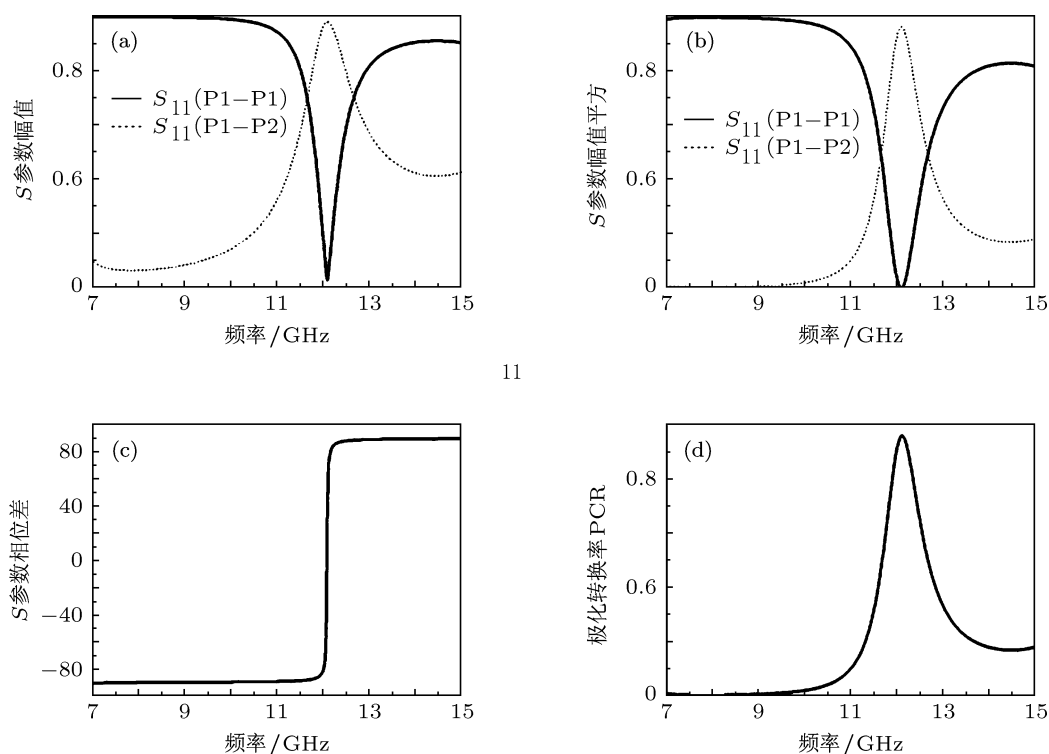 (a)
0.8
0.6
0
S参数幅值
S11(P1−P1)
S11(P1−P2)
7 9 11 13 15
频率/GHz
(b)
0.8
0.6
0
S参数幅值平方
S11(P1−P1)
S11(P1−P2)
7 9 11 13 15
频率/GHz
11
(c)
80
40
0
−40
−80
S参数相位差
7 9 11 13 15
频率/GHz
(d)
0.8
0.6
0
极化转换率PCR
7 9 11 13 15
频率/GHz